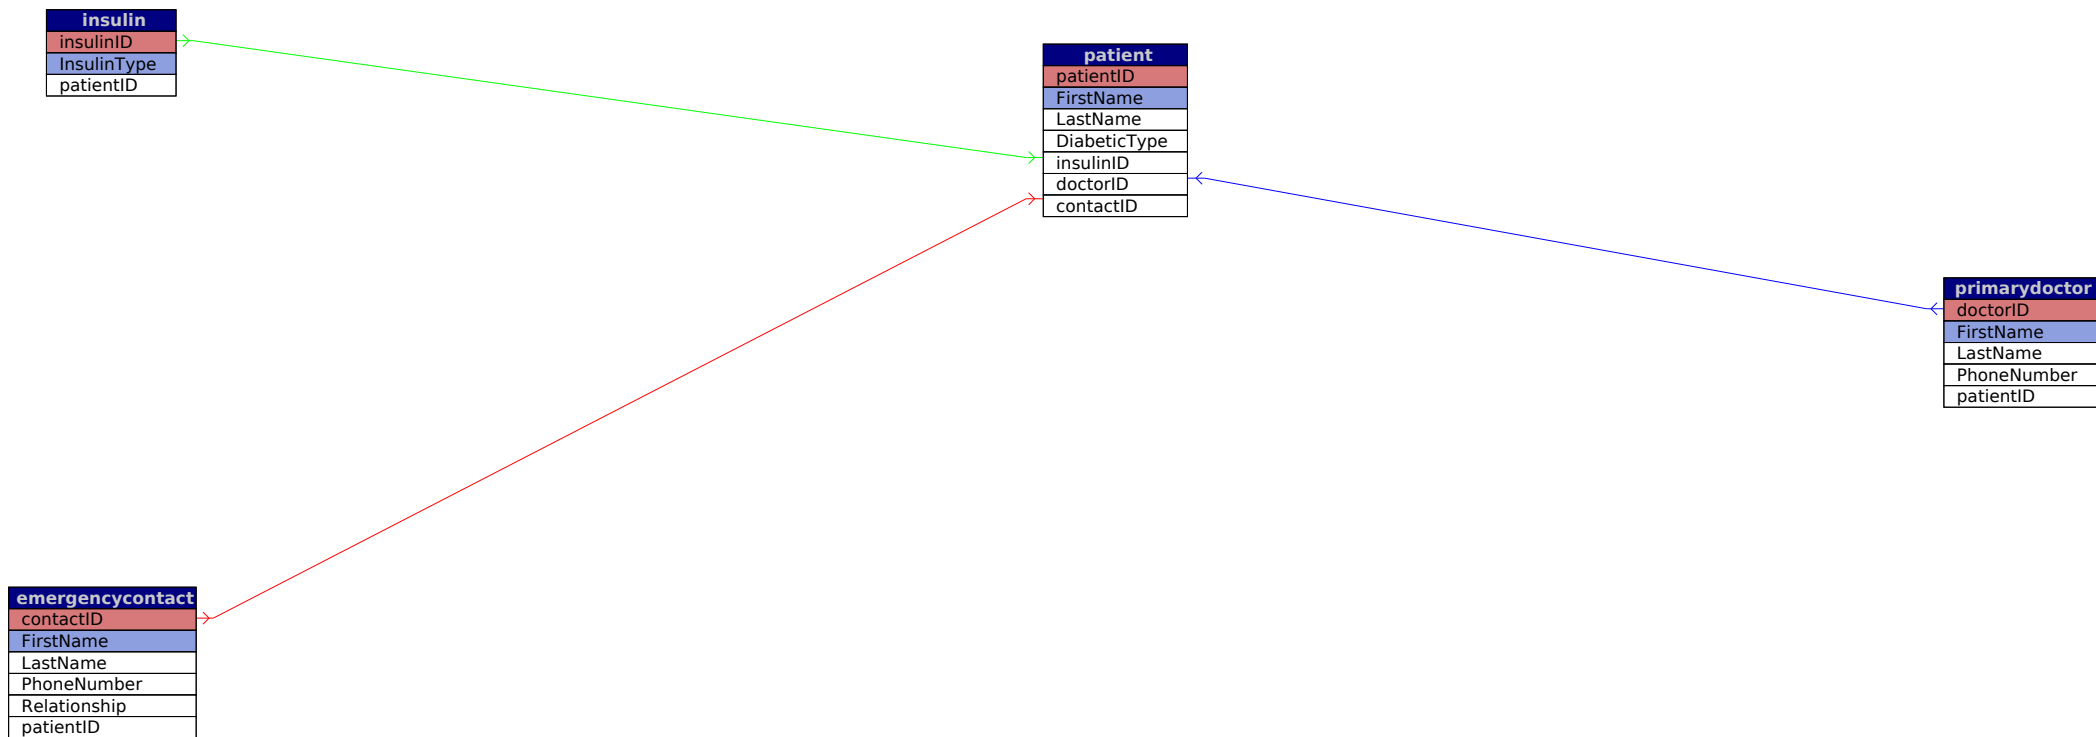 insulin
insulinID
InsulinType
patientID
patient
patientID
FirstName
LastName
DiabeticType
insulinID
doctorID
contactID
primarydoctor
doctorID
FirstName
LastName
PhoneNumber
patientID
emergencycontact
contactID
FirstName
LastName
PhoneNumber
Relationship
patientID